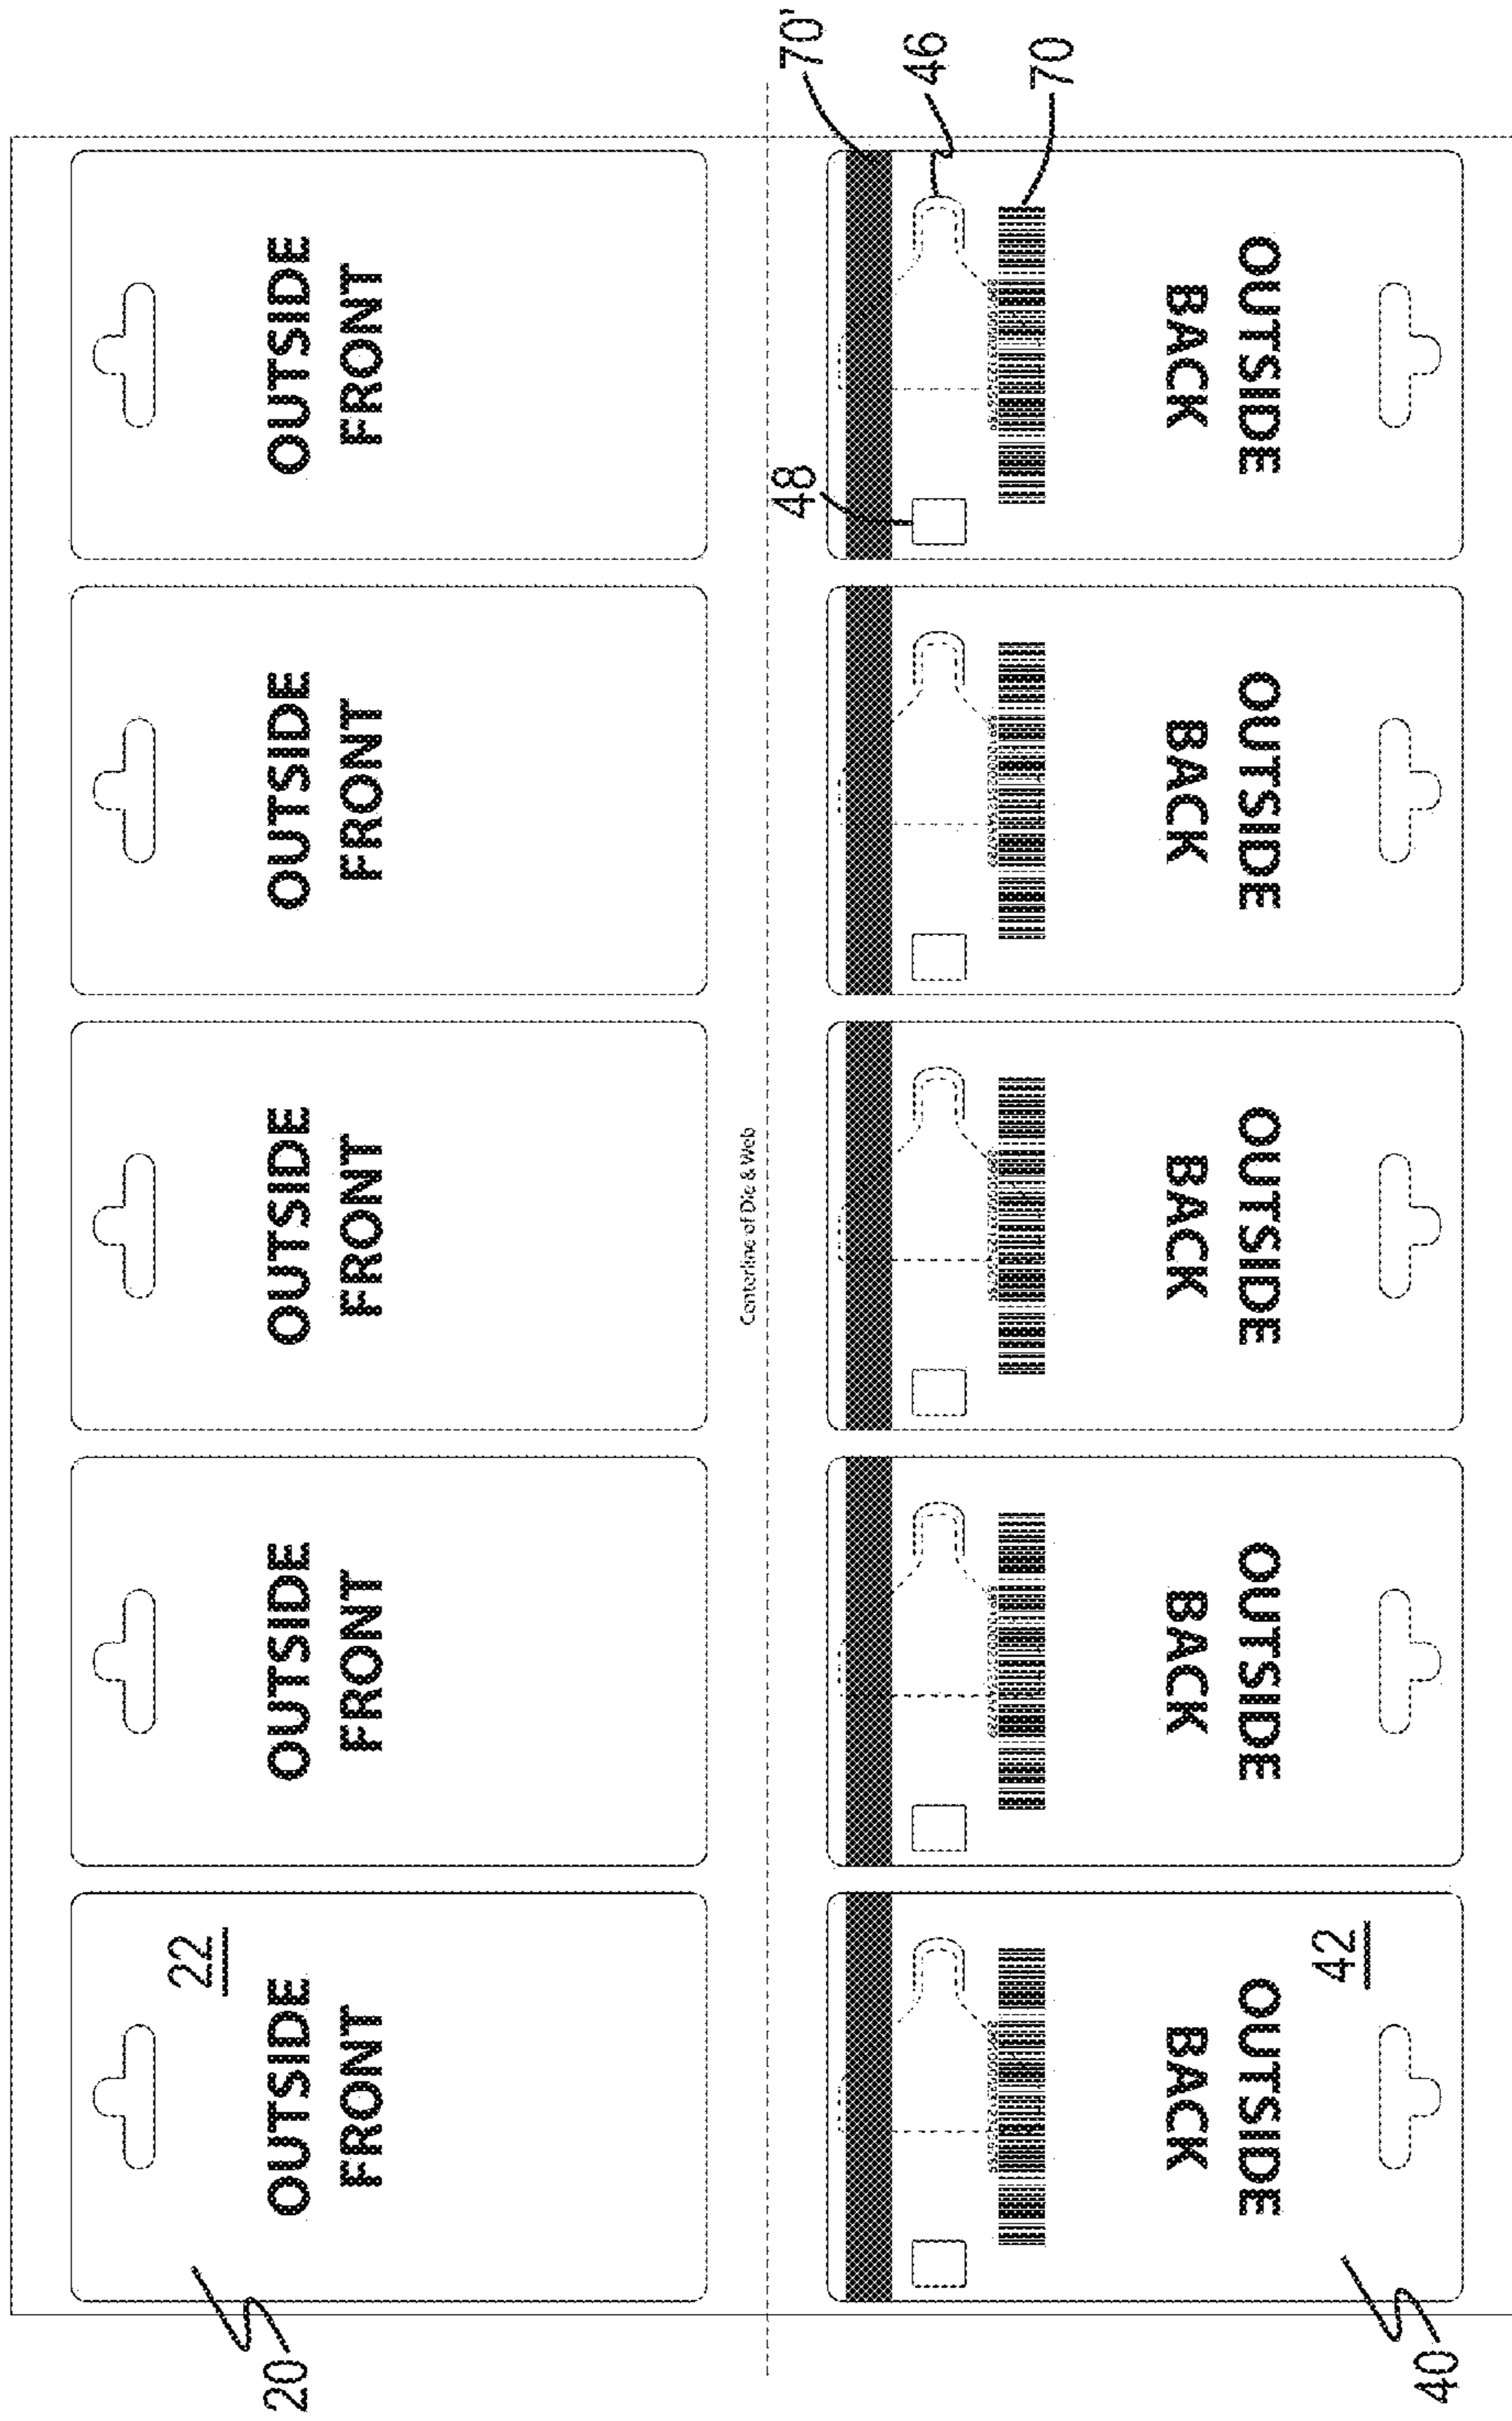 22
20
OUTSIDE
FRONT
OUTSIDE
FRONT
OUTSIDE
FRONT
OUTSIDE
FRONT
OUTSIDE
FRONT
Centerline of Die & Web
48
70'
46
70
OUTSIDE
BACK
OUTSIDE
BACK
OUTSIDE
BACK
OUTSIDE
BACK
OUTSIDE
BACK
42
40